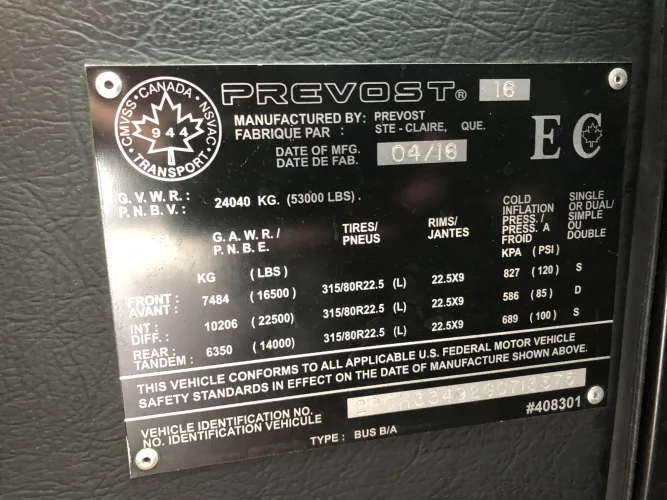 CMVSS · CANADA · NSVAC
944
TRANSPORT
PREVOST® 16
MANUFACTURED BY: PREVOST
FABRIQUE PAR : STE - CLAIRE, QUE.
DATE OF MFG. 04/16
DATE DE FAB.
EC
G.V.W.R.: 24040 KG. (53000 LBS).
P.N.B.V.:
G.A.W.R./ TIRES/ RIMS/ COLD INFLATION PRESS./ SINGLE OR DUAL/
P.N.B.E. PNEUS JANTES PRESS. A FROID SIMPLE OU DOUBLE
KG (LBS) KPA (PSI)
FRONT: 7484 (16500) 315/80R22.5 (L) 22.5X9 827 (120) S
AVANT:
INT: 10206 (22500) 315/80R22.5 (L) 22.5X9 586 (85) D
DIFF.:
REAR: 6350 (14000) 315/80R22.5 (L) 22.5X9 689 (100) S
TANDEM:
THIS VEHICLE CONFORMS TO ALL APPLICABLE U.S. FEDERAL MOTOR VEHICLE
SAFETY STANDARDS IN EFFECT ON THE DATE OF MANUFACTURE SHOWN ABOVE.
VEHICLE IDENTIFICATION NO.
NO. IDENTIFICATION VEHICULE
#408301
TYPE: BUS B/A